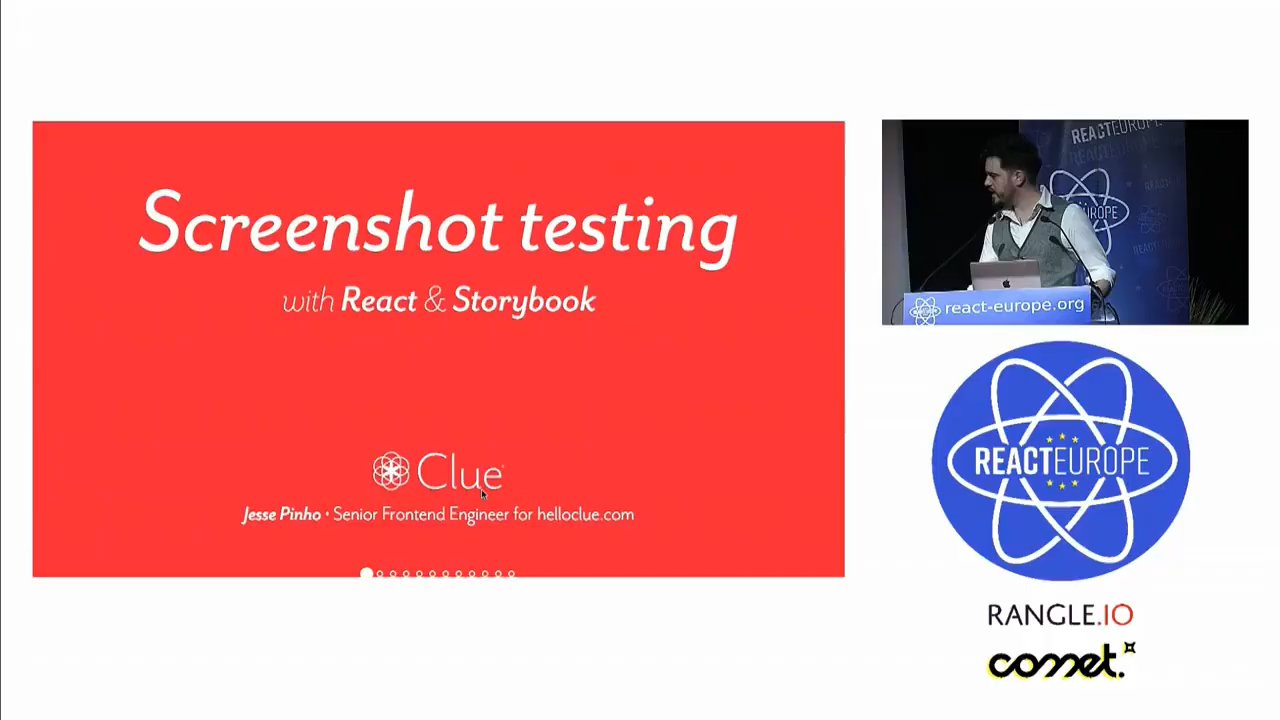 Screenshot testing
with React & Storybook
Clue
Jesse Pinho · Senior Frontend Engineer for helloclue.com
REACTEUROPE
EUROPE
react-europe.org
REACTEUROPE
RANGLE.IO
comet.